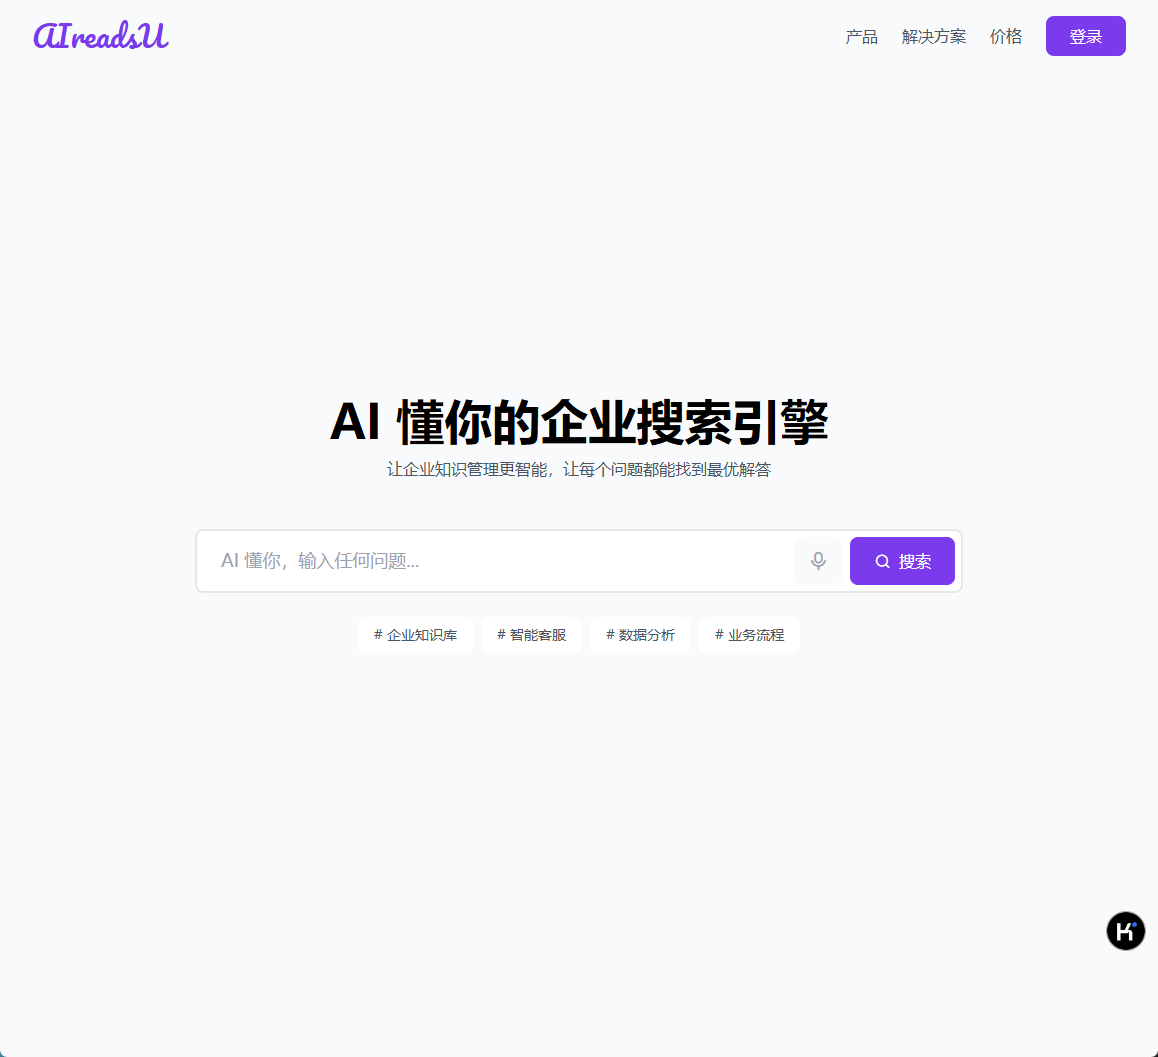 AIreadsU
产品 解决方案 价格 登录
AI 懂你的企业搜索引擎
让企业知识管理更智能，让每个问题都能找到最优解答
AI 懂你，输入任何问题... 搜索
# 企业知识库 # 智能客服 # 数据分析 # 业务流程
K